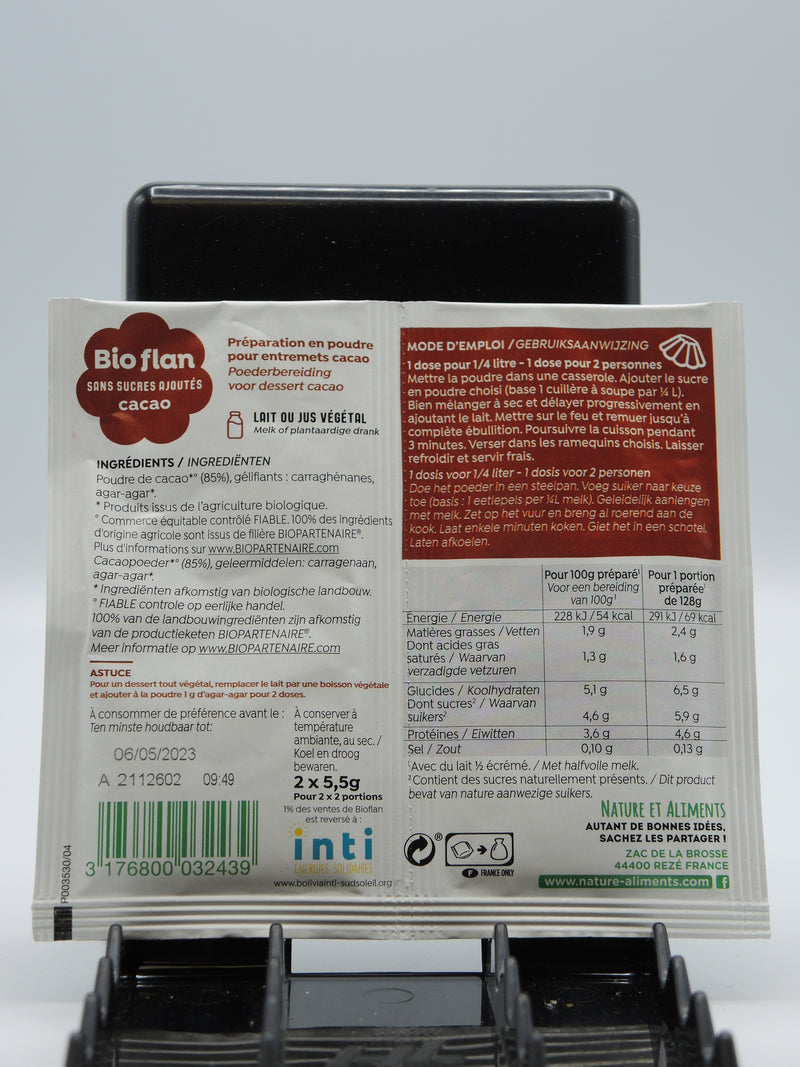 Bio flan
SANS SUCRES AJOUTÉS
cacao
Préparation en poudre
pour entremets cacao
Poederbereiding
voor dessert cacao
LAIT OU JUS VÉGÉTAL
Melk of plantaardige drank
INGRÉDIENTS / INGREDIËNTEN
Poudre de cacao*° (85%), gélifiants : carraghénanes,
agar-agar*.
* Produits issus de l'agriculture biologique.
° Commerce équitable contrôlé FIABLE. 100% des ingrédients
d'origine agricole sont issus de filière BIOPARTENAIRE®.
Plus d'informations sur www.BIOPARTENAIRE.com
Cacaopoeder*° (85%), geleermiddelen: carragenaan,
agar-agar*.
* Ingrediënten afkomstig van biologische landbouw.
° FIABLE controle op eerlijke handel.
100% van de landbouwingrediënten zijn afkomstig
van de productieketen BIOPARTENAIRE®.
Meer informatie op www.BIOPARTENAIRE.com
ASTUCE
Pour un dessert tout végétal, remplacer le lait par une boisson végétale
et ajouter à la poudre 1 g d'agar-agar pour 2 doses.
À consommer de préférence avant le :
Ten minste houdbaar tot:
06/05/2023
A 2112602 09:49
3 176800 032439
P003530/04
À conserver à
température
ambiante, au sec. /
Koel en droog
bewaren.
2 x 5,5g
Pour 2 x 2 portions
1% des ventes de Bioflan
est reversé à :
inti
ENERGIES SOLIDAIRES
www.boliviainti-sudsoleil.org
MODE D'EMPLOI / GEBRUIKSAANWIJZING
1 dose pour 1/4 litre - 1 dose pour 2 personnes
Mettre la poudre dans une casserole. Ajouter le sucre
en poudre choisi (base 1 cuillère à soupe par ¼ L).
Bien mélanger à sec et délayer progressivement en
ajoutant le lait. Mettre sur le feu et remuer jusqu'à
complète ébullition. Poursuivre la cuisson pendant
3 minutes. Verser dans les ramequins choisis. Laisser
refroidir et servir frais.
1 dosis voor 1/4 liter - 1 dosis voor 2 personen
Doe het poeder in een steelpan. Voeg suiker naar keuze
toe (basis : 1 eetlepels per ¼L melk). Geleidelijk aanlengen
met melk. Zet op het vuur en breng al roerend aan de
kook. Laat enkele minuten koken. Giet het in een schotel.
Laten afkoelen.
Pour 100g préparé¹ Pour 1 portion
Voor een bereiding préparée¹
van 100g¹ de 128g
Énergie / Energie 228 kJ / 54 kcal 291 kJ / 69 kcal
Matières grasses / Vetten 1,9 g 2,4 g
Dont acides gras
saturés / Waarvan 1,3 g 1,6 g
verzadigde vetzuren
Glucides / Koolhydraten 5,1 g 6,5 g
Dont sucres² / Waarvan
suikers² 4,6 g 5,9 g
Protéines / Eiwitten 3,6 g 4,6 g
Sel / Zout 0,10 g 0,13 g
¹Avec du lait ½ écrémé. / Met halfvolle melk.
²Contient des sucres naturellement présents. / Dit product
bevat van nature aanwezige suikers.
®
FRANCE ONLY
NATURE ET ALIMENTS
AUTANT DE BONNES IDÉES,
SACHEZ LES PARTAGER !
ZAC DE LA BROSSE
44400 REZÉ FRANCE
www.nature-aliments.com f